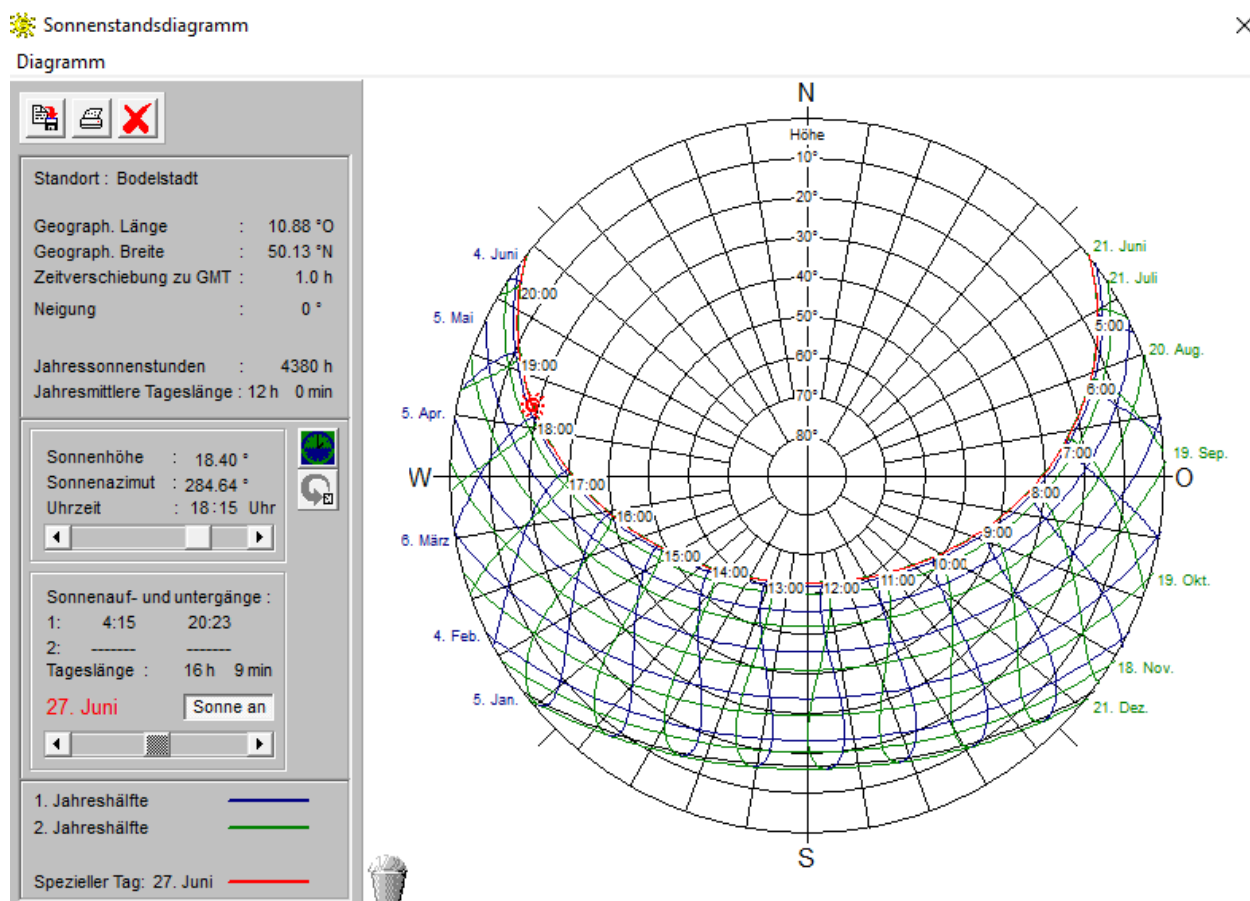 Sonnenstandsdiagramm
Diagramm
Standort : Bodelstadt
Geograph. Länge : 10.88 °O
Geograph. Breite : 50.13 °N
Zeitverschiebung zu GMT : 1.0 h
Neigung : 0 °
Jahressonnenstunden : 4380 h
Jahresmittlere Tageslänge : 12 h 0 min
Sonnenhöhe : 18.40 °
Sonnenazimut : 284.64 °
Uhrzeit : 18:15 Uhr
Sonnenauf- und untergänge :
1: 4:15 20:23
2: ------- -------
Tageslänge : 16 h 9 min
27. Juni Sonne an
1. Jahreshälfte
2. Jahreshälfte
Spezieller Tag: 27. Juni
N
Höhe
10°
20°
30°
40°
50°
60°
70°
80°
4. Juni
5. Mai
5. Apr.
W
6. März
4. Feb.
5. Jan.
21. Juni
21. Juli
20. Aug.
19. Sep.
O
19. Okt.
18. Nov.
21. Dez.
20:00
19:00
18:00
17:00
16:00
15:00
14:00
13:00
12:00
11:00
10:00
9:00
8:00
7:00
6:00
5:00
S